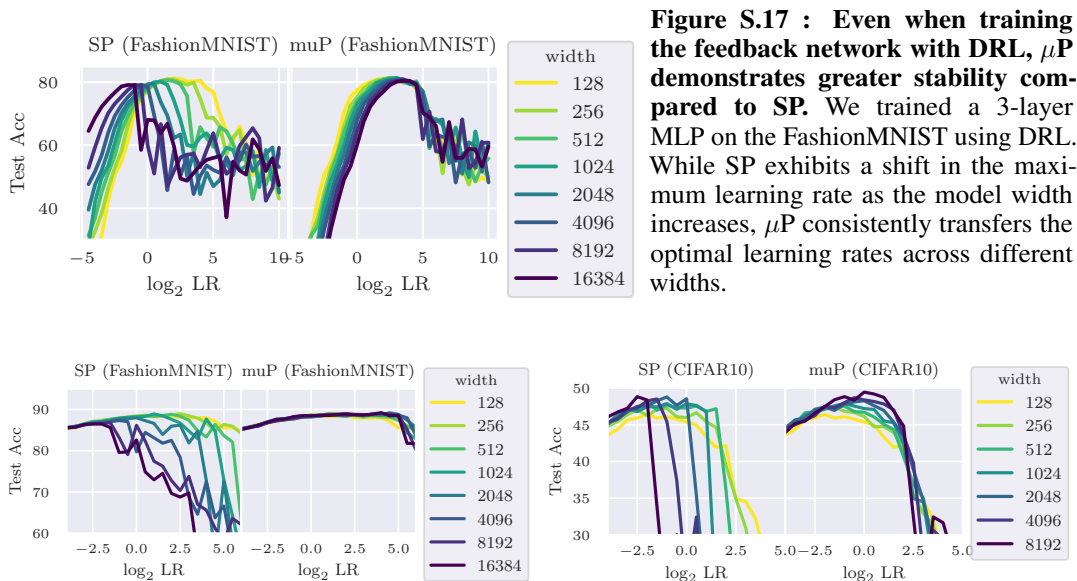 SP (FashionMNIST)
muP (FashionMNIST)
Test Acc
80
60
40
−5
0
5
10
−5
0
5
10
log2 LR
log2 LR
width
128
256
512
1024
2048
4096
8192
16384
Figure S.17 : Even when training
the feedback network with DRL, μP
demonstrates greater stability com-
pared to SP. We trained a 3-layer
MLP on the FashionMNIST using DRL.
While SP exhibits a shift in the maxi-
mum learning rate as the model width
increases, μP consistently transfers the
optimal learning rates across different
widths.
SP (FashionMNIST)
muP (FashionMNIST)
Test Acc
90
80
70
60
−2.5
0.0
2.5
5.0
−2.5
0.0
2.5
5.0
log2 LR
log2 LR
width
128
256
512
1024
2048
4096
8192
16384
SP (CIFAR10)
muP (CIFAR10)
Test Acc
50
45
40
35
30
−2.5
0.0
2.5
5.0
−2.5
0.0
2.5
5.0
log2 LR
log2 LR
width
128
256
512
1024
2048
4096
8192